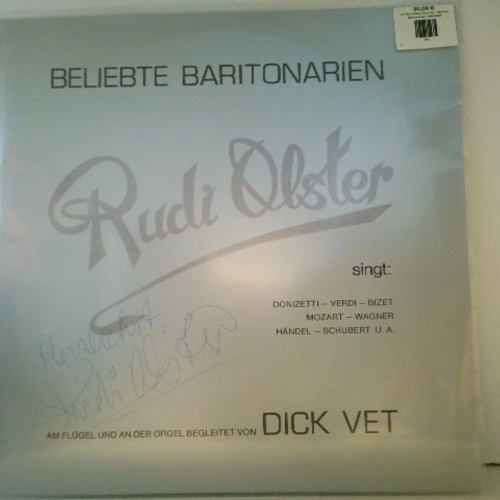 BELIEBTE BARITONARIEN
Rudi Olster
singt:
DONIZETTI – VERDI – BIZET
MOZART – WAGNER
HÄNDEL – SCHUBERT U. A.
Herzlichst
Rudi Olster
AM FLÜGEL UND AN DER ORGEL BEGLEITET VON DICK VET